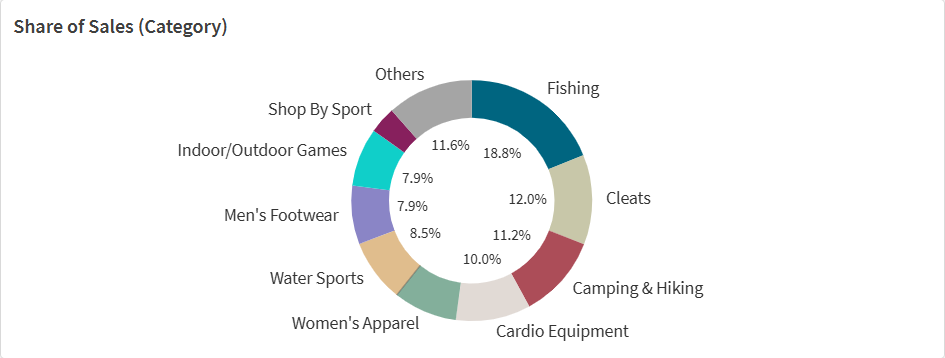 Share of Sales (Category)
Others
Fishing
Shop By Sport
11.6%
18.8%
Indoor/Outdoor Games
7.9%
Cleats
12.0%
7.9%
Men's Footwear
8.5%
11.2%
10.0%
Water Sports
Camping & Hiking
Women's Apparel
Cardio Equipment